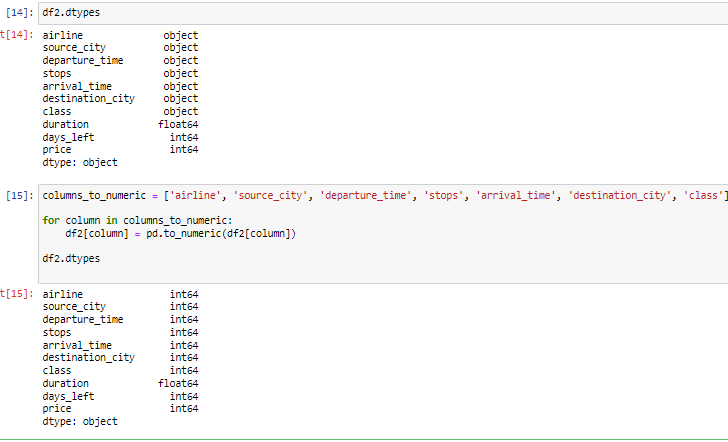 [14]: df2.dtypes
t[14]: airline object
source_city object
departure_time object
stops object
arrival_time object
destination_city object
class object
duration float64
days_left int64
price int64
dtype: object
[15]: columns_to_numeric = ['airline', 'source_city', 'departure_time', 'stops', 'arrival_time', 'destination_city', 'class']
for column in columns_to_numeric:
df2[column] = pd.to_numeric(df2[column])
df2.dtypes
t[15]: airline int64
source_city int64
departure_time int64
stops int64
arrival_time int64
destination_city int64
class int64
duration float64
days_left int64
price int64
dtype: object